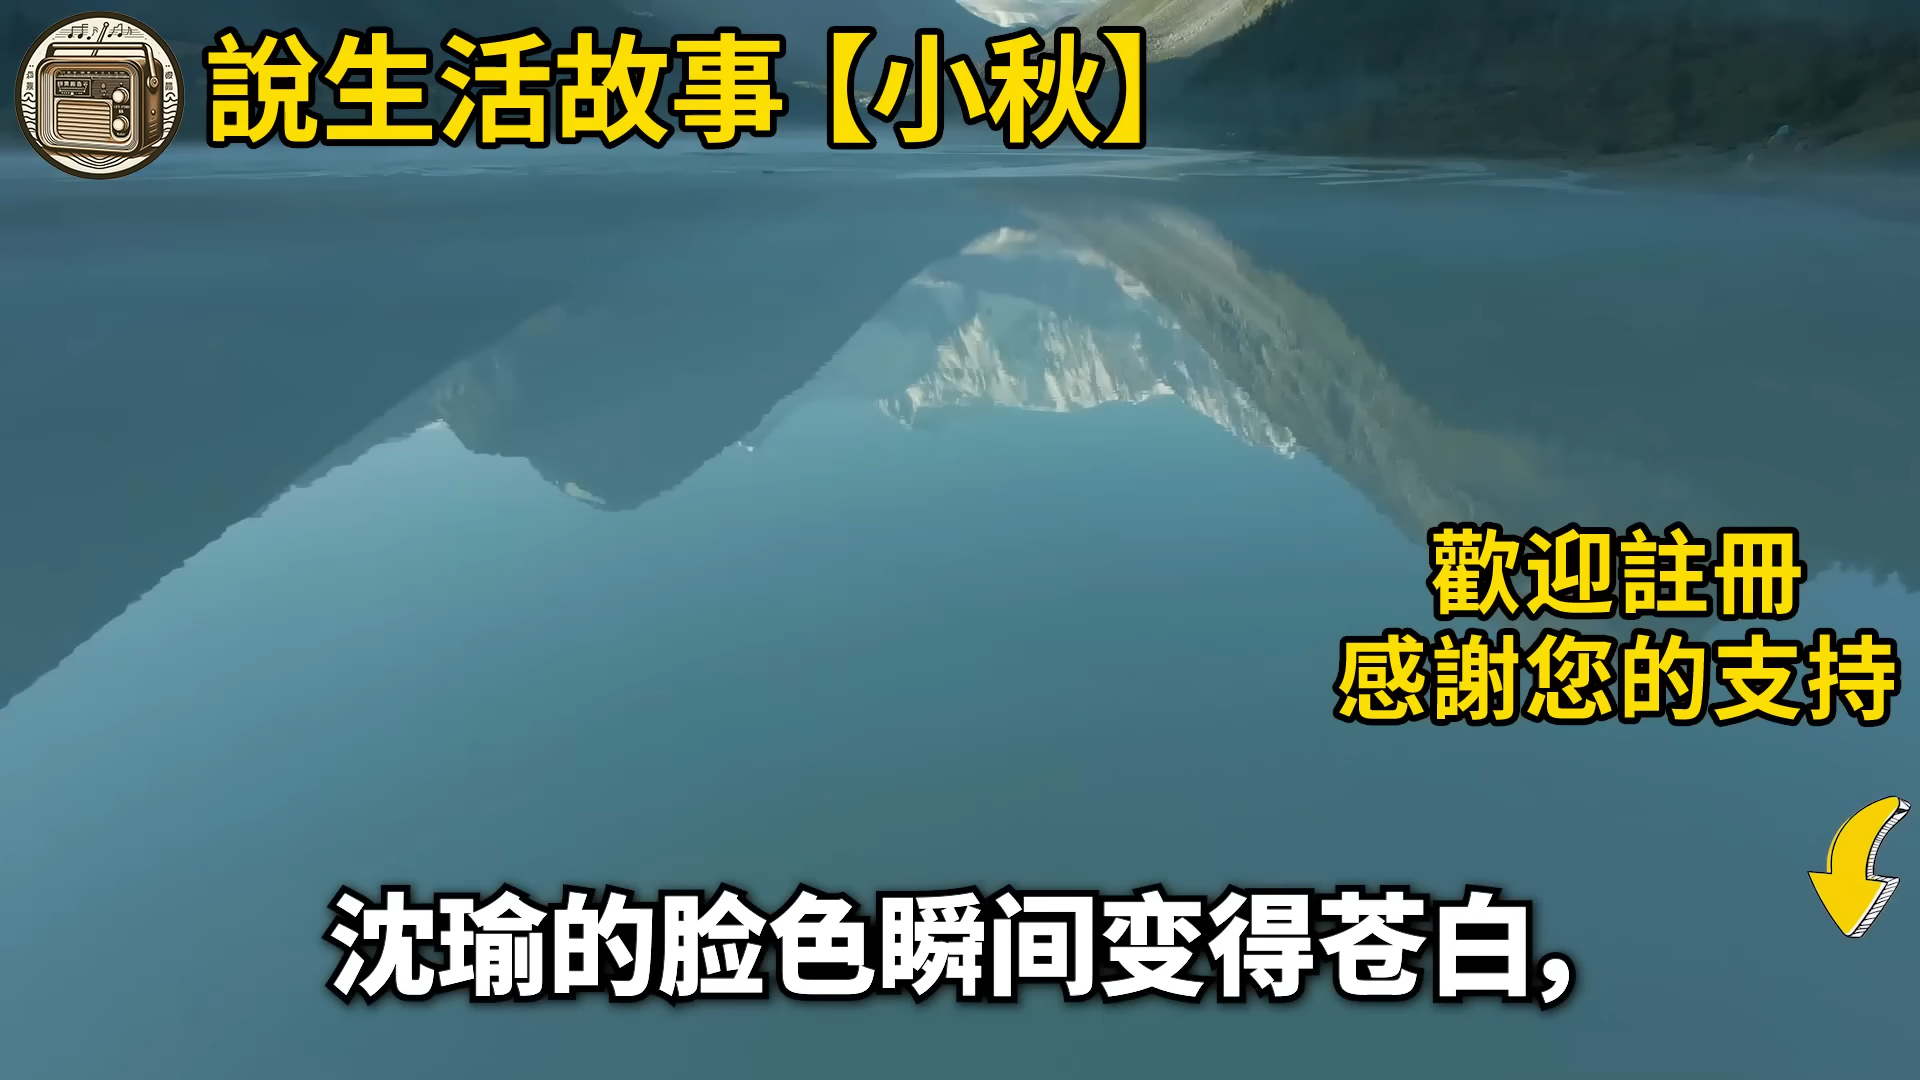 說生活故事【小秋】
歡迎註冊
感謝您的支持
沈瑜的脸色瞬间变得苍白,